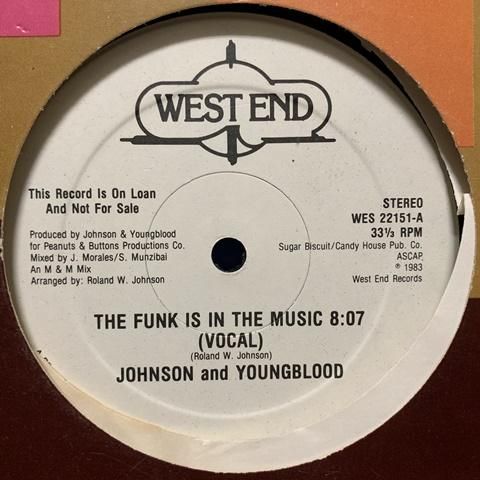 WEST END
This Record Is On Loan
And Not For Sale
Produced by Johnson & Youngblood
for Peanuts & Buttons Productions Co.
Mixed by J. Morales/S. Munzibai
An M & M Mix
Arranged by: Roland W. Johnson
STEREO
WES 22151-A
33⅓ RPM
Sugar Biscuit/Candy House Pub. Co.
ASCAP
℗ 1983
West End Records
THE FUNK IS IN THE MUSIC 8:07
(VOCAL)
(Roland W. Johnson)
JOHNSON and YOUNGBLOOD